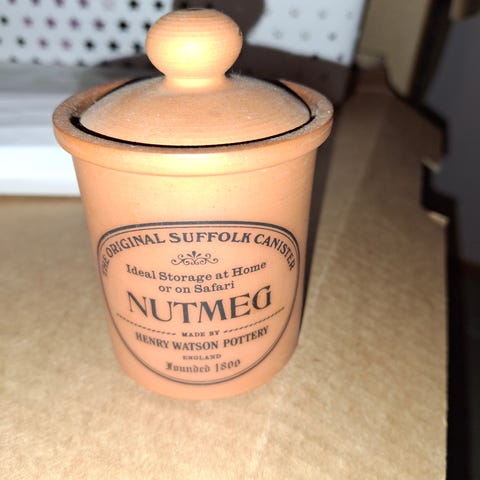 THE ORIGINAL SUFFOLK CANISTER
Ideal Storage at Home
or on Safari
NUTMEG
MADE BY
HENRY WATSON POTTERY
ENGLAND
Founded 1800